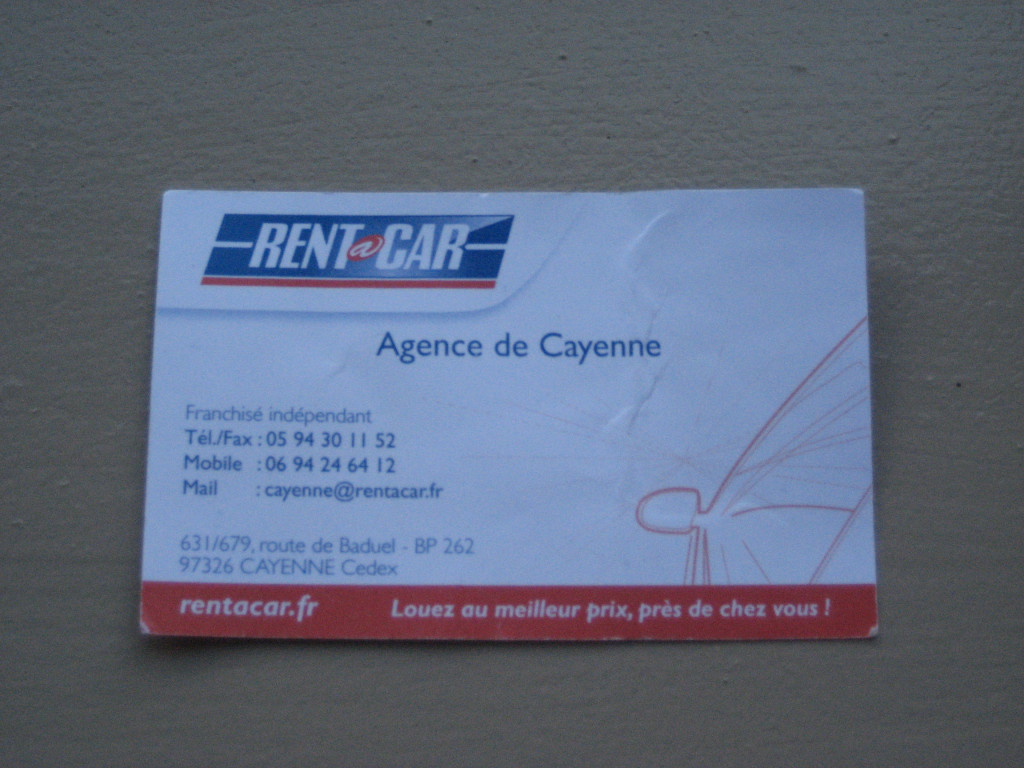 RENT@CAR
Agence de Cayenne
Franchisé indépendant
Tél./Fax : 05 94 30 11 52
Mobile : 06 94 24 64 12
Mail : cayenne@rentacar.fr
631/679, route de Baduel - BP 262
97326 CAYENNE Cedex
rentacar.fr Louez au meilleur prix, près de chez vous !